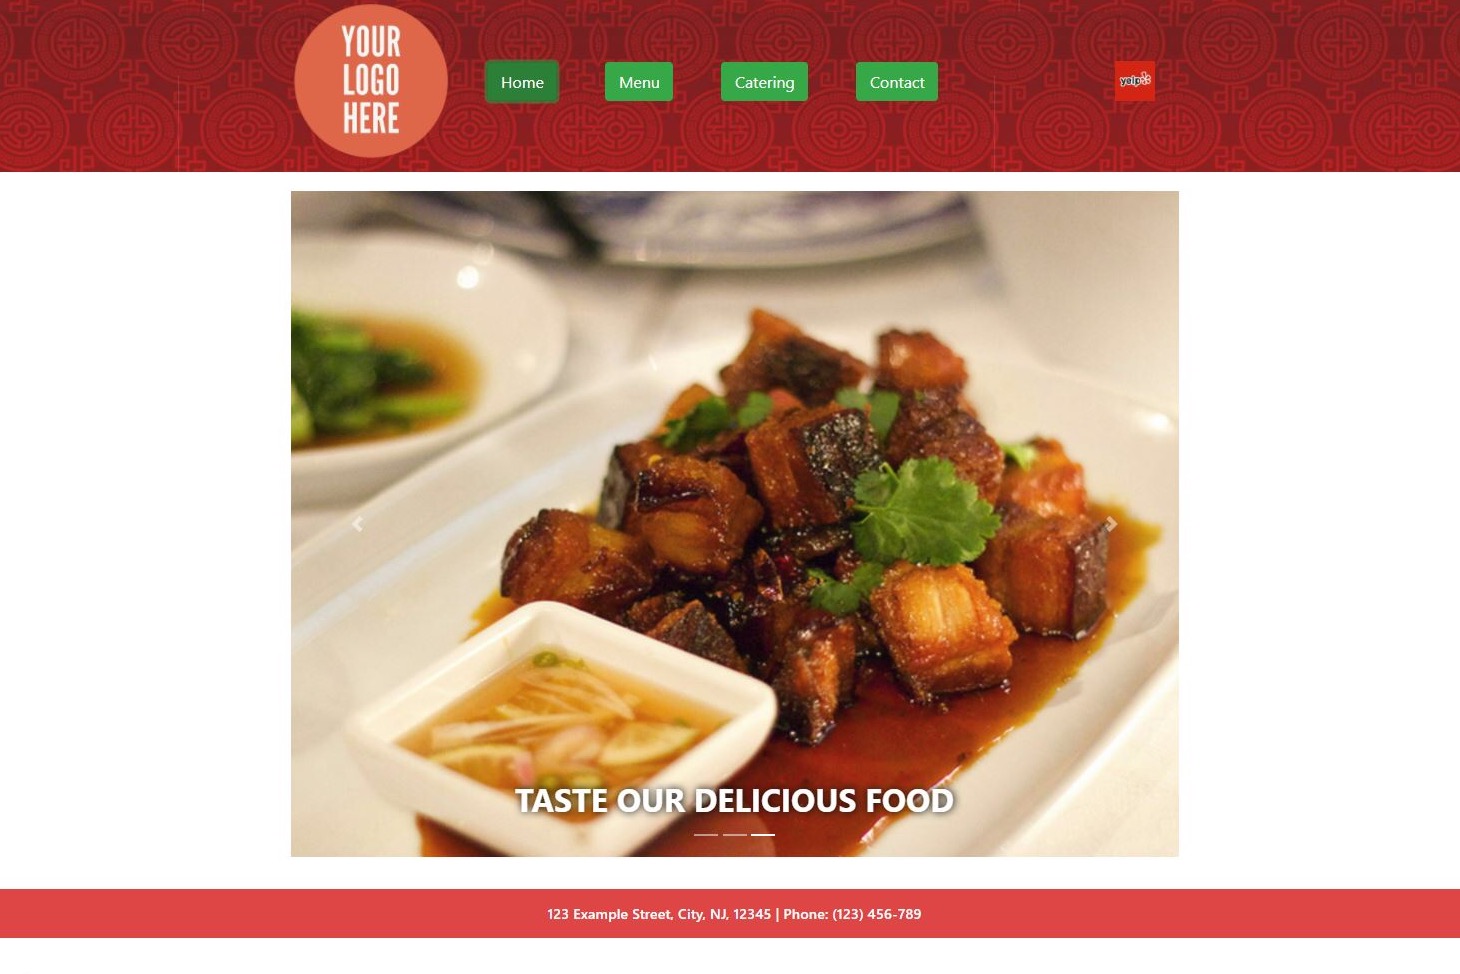 YOUR
LOGO
HERE
Home
Menu
Catering
Contact
yelp
TASTE OUR DELICIOUS FOOD
123 Example Street, City, NJ, 12345 | Phone: (123) 456-789